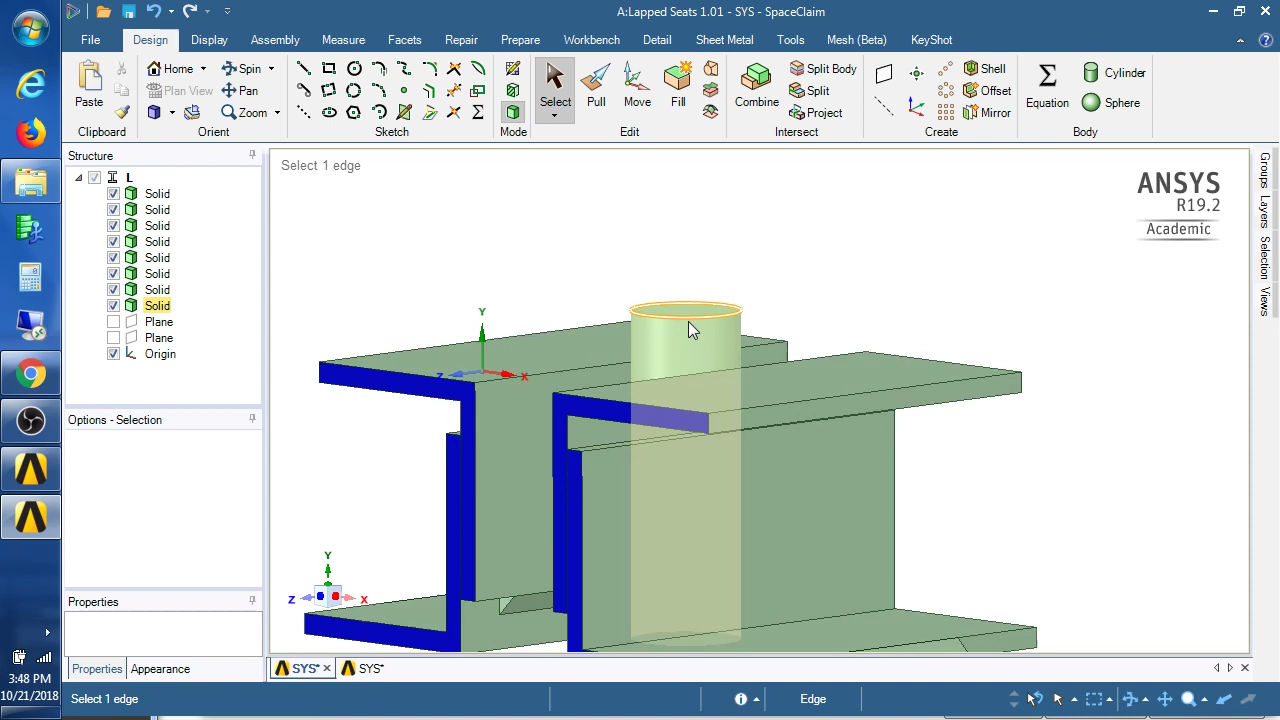 A:Lapped Seats 1.01 - SYS - SpaceClaim
File Design Display Assembly Measure Facets Repair Prepare Workbench Detail Sheet Metal Tools Mesh (Beta) KeyShot
Paste
Clipboard
Home Spin
Plan View Pan
Zoom
Orient
Sketch
Mode
Select Pull Move Fill
Edit
Combine
Split Body
Split
Project
Intersect
Shell
Offset
Mirror
Create
Equation
Cylinder
Sphere
Body
Structure
L
Solid
Solid
Solid
Solid
Solid
Solid
Solid
Solid
Plane
Plane
Origin
Options - Selection
Properties
Properties Appearance
Select 1 edge
ANSYS
R19.2
Academic
Y
Z X
Y
Z X
Groups
Layers
Selection
Views
SYS* SYS*
Select 1 edge Edge
3:48 PM
10/21/2018